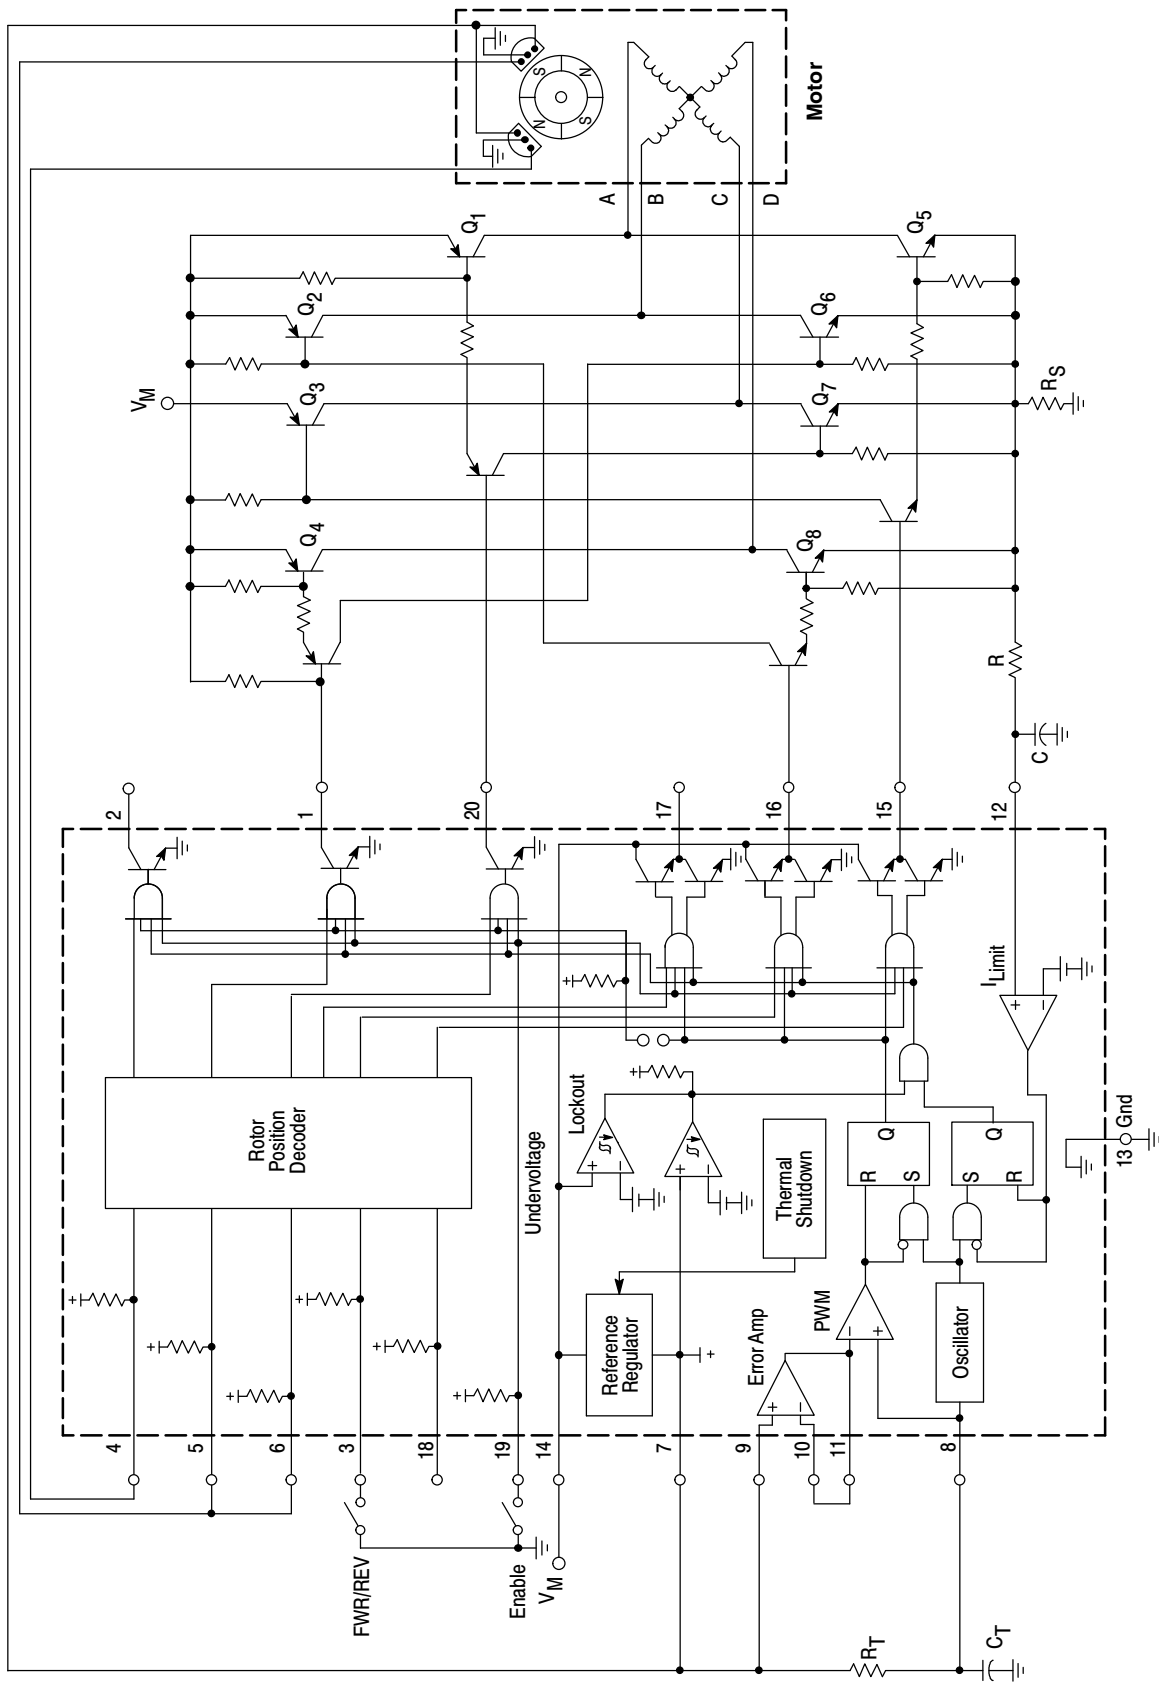 Motor
S
N
N
S
A
B
C
D
Q1
Q5
Q2
Q6
VM
Q3
Q7
RS
Q4
Q8
R
C
2
1
20
17
16
15
12
ILimit
Rotor
Position
Decoder
Undervoltage
Lockout
Thermal
Shutdown
Reference
Regulator
Error Amp
PWM
Oscillator
R
Q
S
S
Q
R
13
Gnd
4
5
6
3
18
19
14
7
9
10
11
8
FWR/REV
Enable
VM
RT
CT